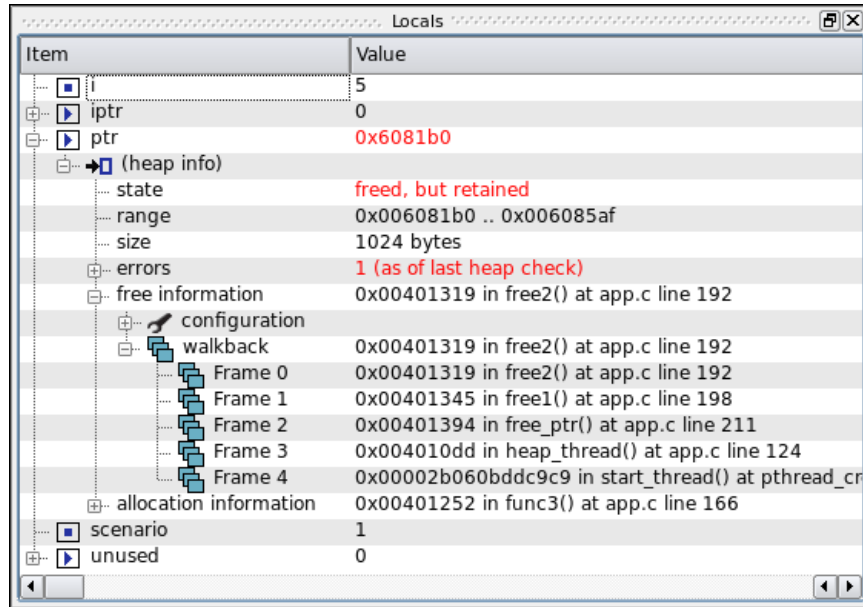 Locals
Item Value
i 5
iptr 0
ptr 0x6081b0
(heap info)
state freed, but retained
range 0x006081b0 .. 0x006085af
size 1024 bytes
errors 1 (as of last heap check)
free information 0x00401319 in free2() at app.c line 192
configuration
walkback 0x00401319 in free2() at app.c line 192
Frame 0 0x00401319 in free2() at app.c line 192
Frame 1 0x00401345 in free1() at app.c line 198
Frame 2 0x00401394 in free_ptr() at app.c line 211
Frame 3 0x004010dd in heap_thread() at app.c line 124
Frame 4 0x00002b060bddc9c9 in start_thread() at pthread_cr
allocation information 0x00401252 in func3() at app.c line 166
scenario 1
unused 0